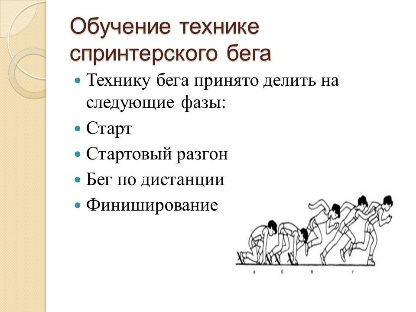 Обучение технике
спринтерского бега
Технику бега принято делить на
следующие фазы:
Старт
Стартовый разгон
Бег по дистанции
Финиширование